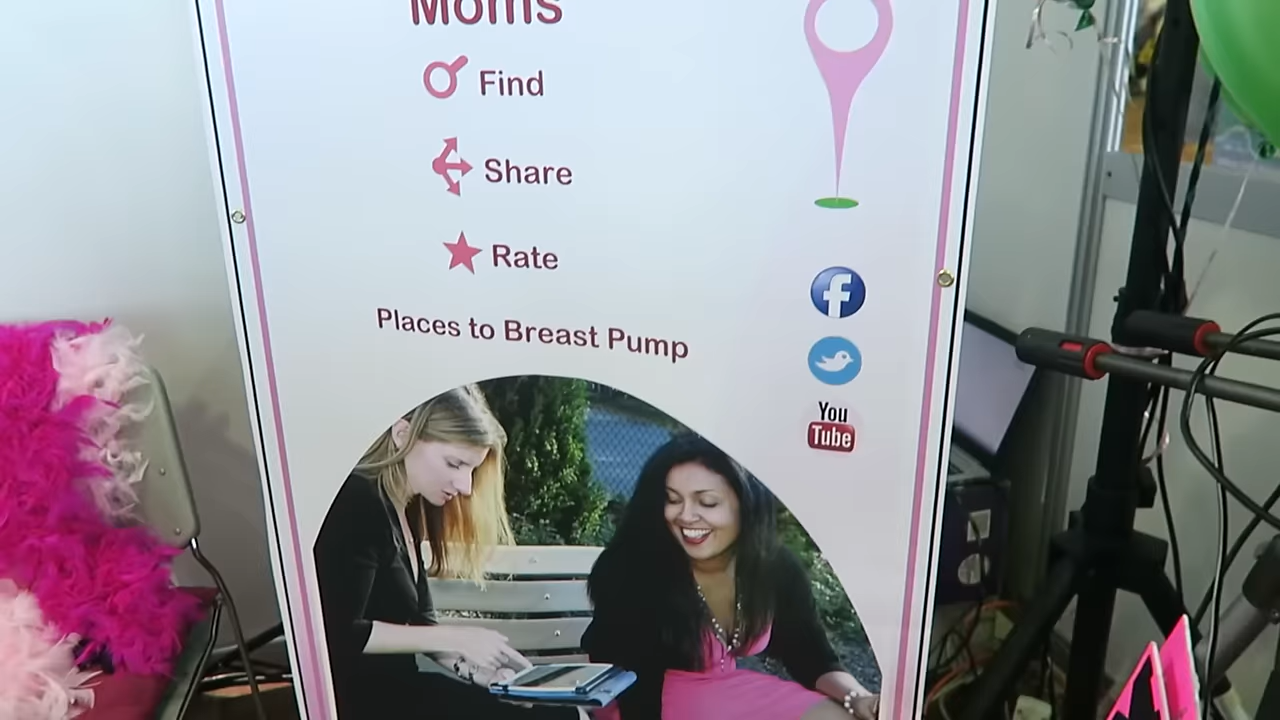 Moms
Find
Share
Rate
Places to Breast Pump
f
You
Tube